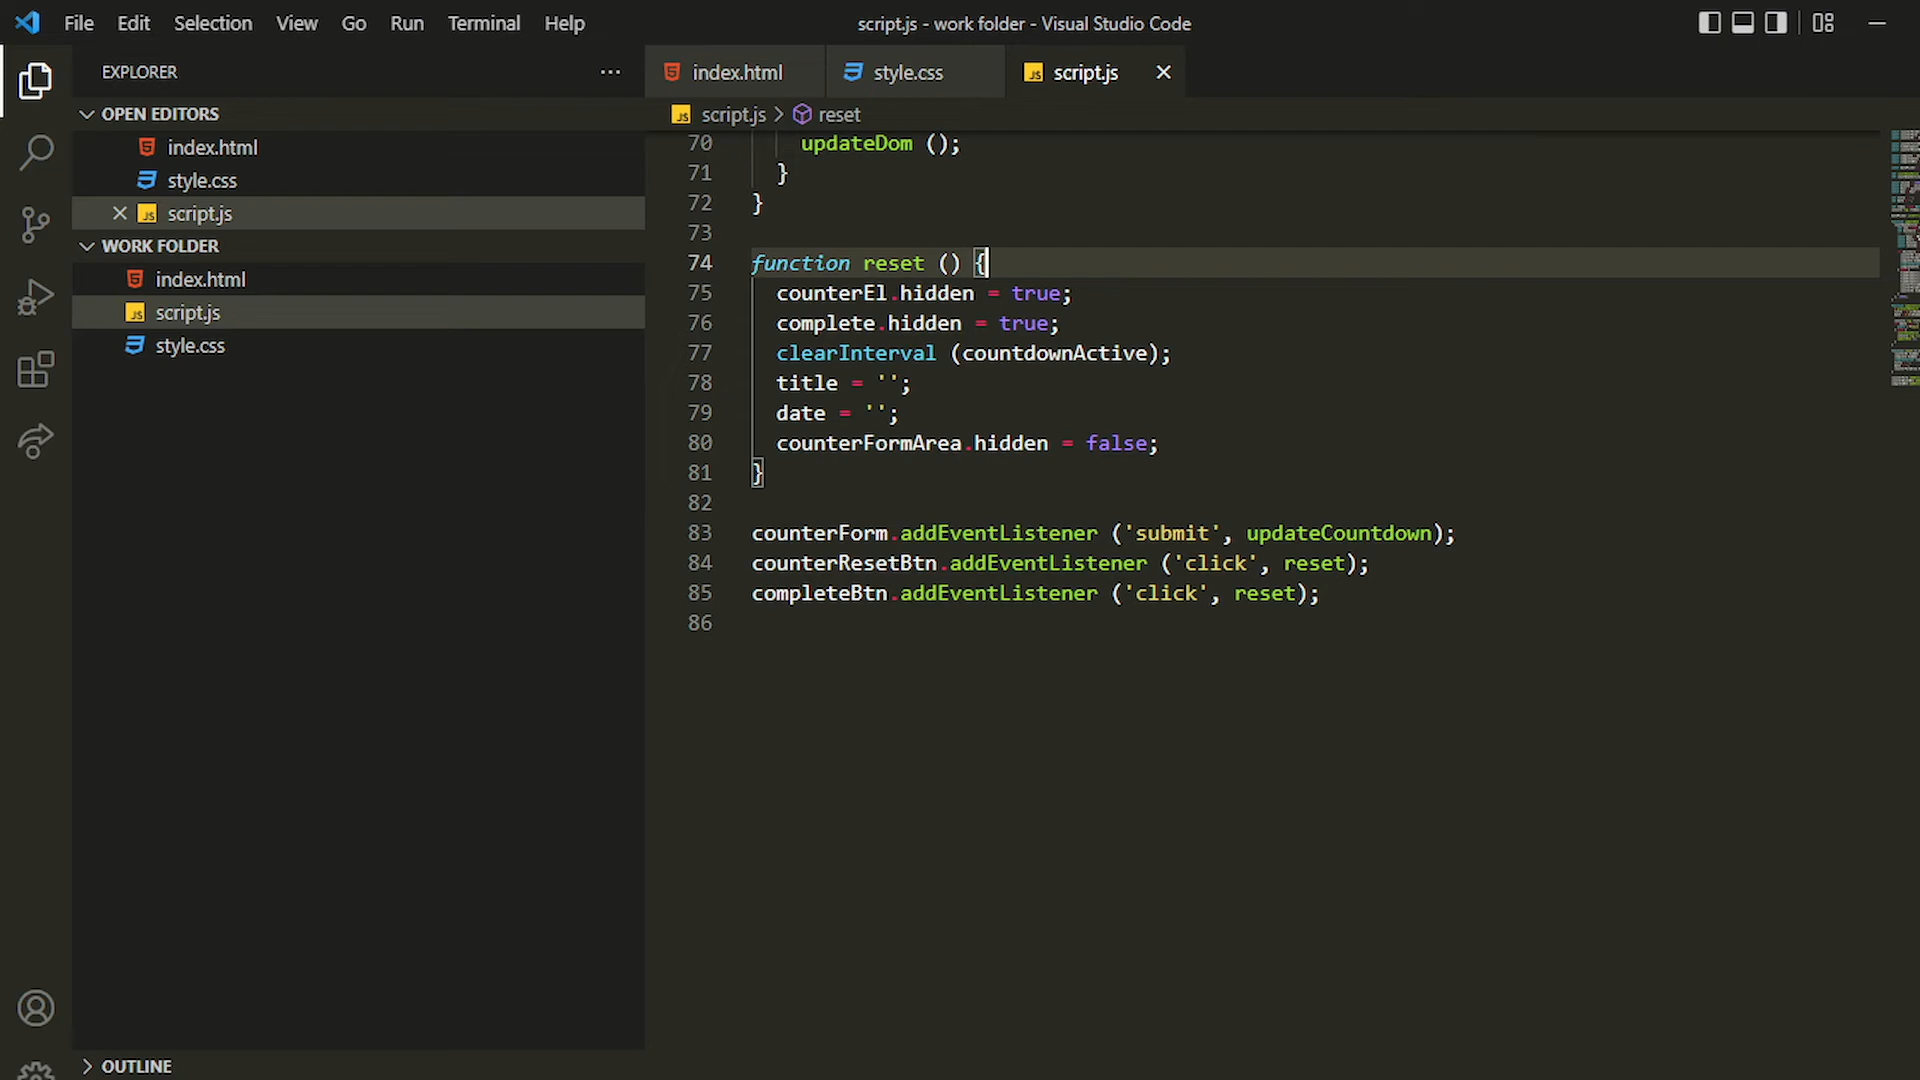 File Edit Selection View Go Run Terminal Help
script.js - work folder - Visual Studio Code
EXPLORER
OPEN EDITORS
index.html
style.css
script.js
WORK FOLDER
index.html
script.js
style.css
OUTLINE
index.html
style.css
script.js
script.js > reset
70 updateDom ();
71 }
72 }
73
74 function reset () {
75 counterEl.hidden = true;
76 complete.hidden = true;
77 clearInterval (countdownActive);
78 title = '';
79 date = '';
80 counterFormArea.hidden = false;
81 }
82
83 counterForm.addEventListener ('submit', updateCountdown);
84 counterResetBtn.addEventListener ('click', reset);
85 completeBtn.addEventListener ('click', reset);
86